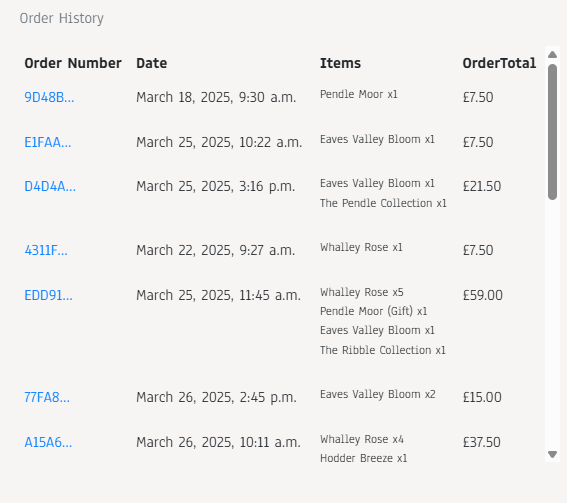 Order History
Order Number Date Items OrderTotal
9D48B... March 18, 2025, 9:30 a.m. Pendle Moor x1 £7.50
E1FAA... March 25, 2025, 10:22 a.m. Eaves Valley Bloom x1 £7.50
D4D4A... March 25, 2025, 3:16 p.m. Eaves Valley Bloom x1 £21.50
The Pendle Collection x1
4311F... March 22, 2025, 9:27 a.m. Whalley Rose x1 £7.50
EDD91... March 25, 2025, 11:45 a.m. Whalley Rose x5 £59.00
Pendle Moor (Gift) x1
Eaves Valley Bloom x1
The Ribble Collection x1
77FA8... March 26, 2025, 2:45 p.m. Eaves Valley Bloom x2 £15.00
A15A6... March 26, 2025, 10:11 a.m. Whalley Rose x4 £37.50
Hodder Breeze x1